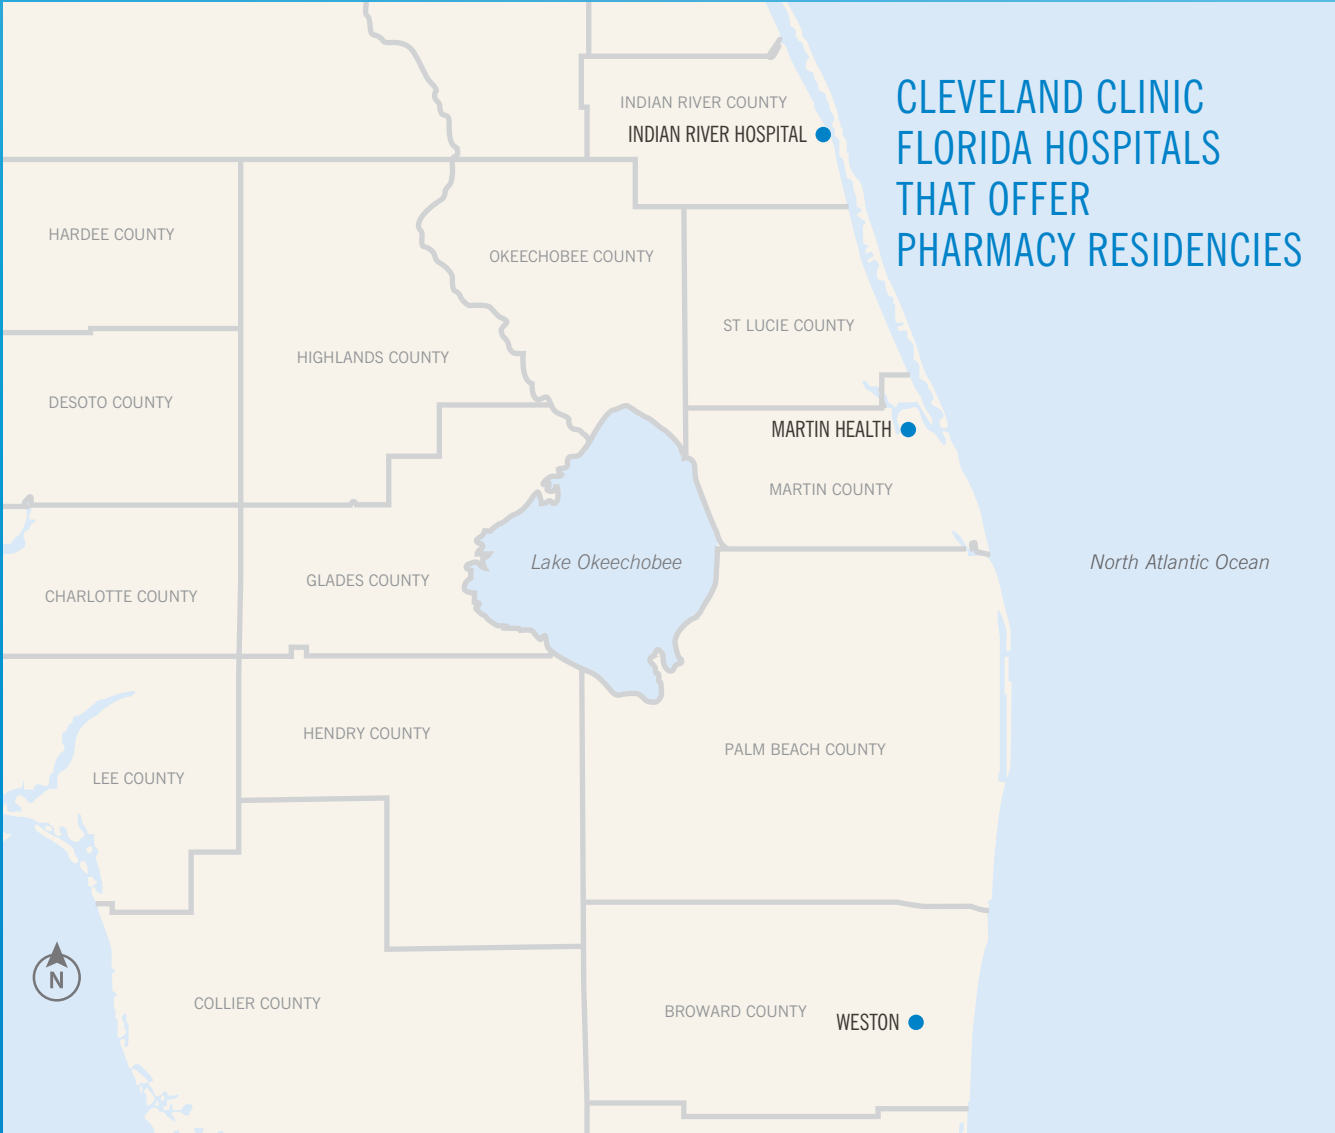 CLEVELAND CLINIC
FLORIDA HOSPITALS
THAT OFFER
PHARMACY RESIDENCIES
INDIAN RIVER COUNTY
INDIAN RIVER HOSPITAL
HARDEE COUNTY
OKEECHOBEE COUNTY
ST LUCIE COUNTY
HIGHLANDS COUNTY
DESOTO COUNTY
MARTIN HEALTH
MARTIN COUNTY
Lake Okeechobee
North Atlantic Ocean
GLADES COUNTY
CHARLOTTE COUNTY
HENDRY COUNTY
PALM BEACH COUNTY
LEE COUNTY
N
COLLIER COUNTY
BROWARD COUNTY
WESTON